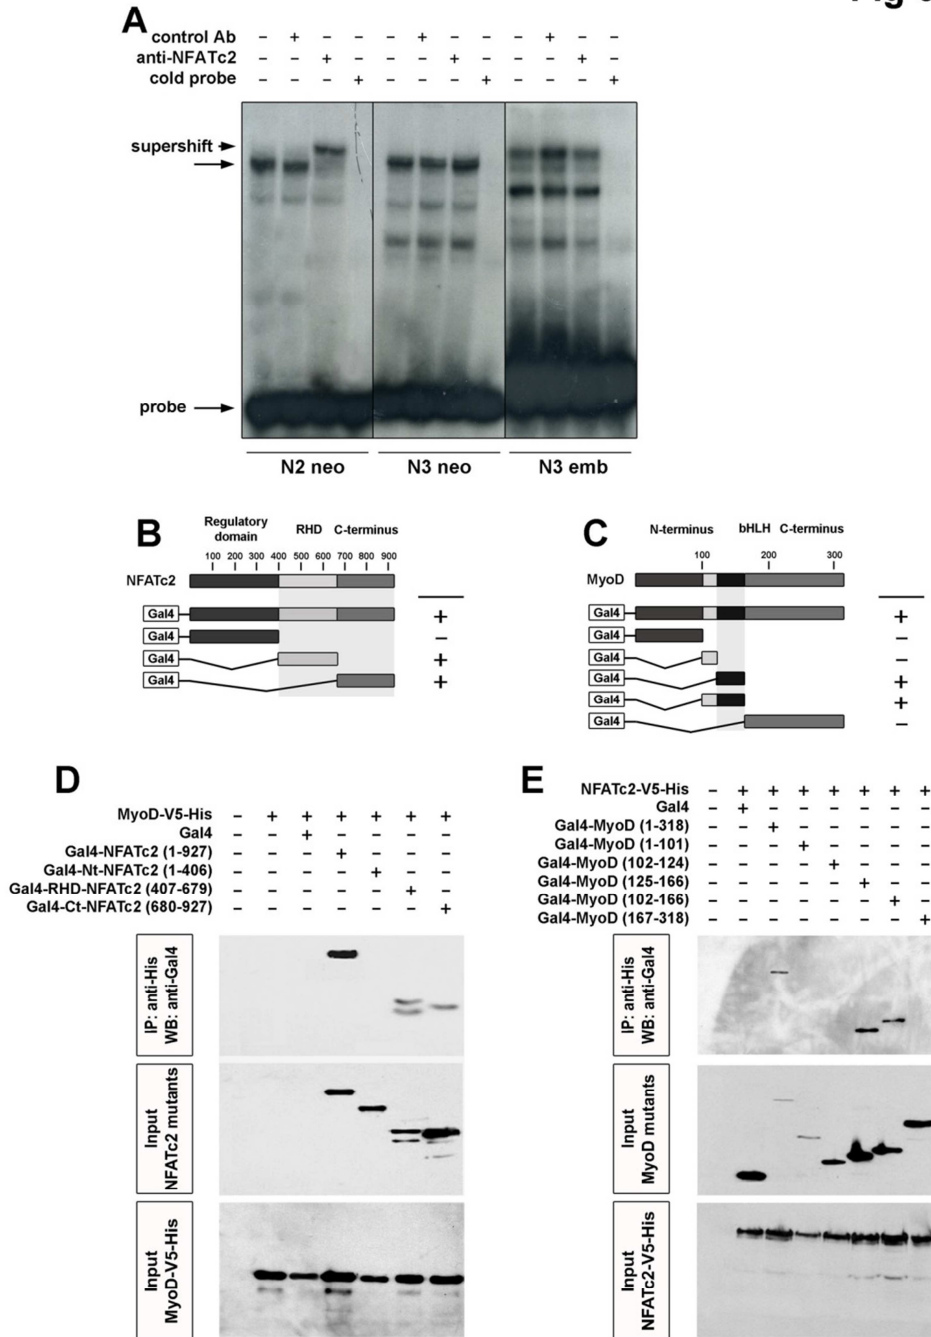 A
control Ab - + - - - + - - - + - -
anti-NFATc2 - - + - - - + - - - + -
cold probe - - - + - - - + - - - +
supershift
probe
N2 neo N3 neo N3 emb
B
Regulatory domain RHD C-terminus
100 200 300 400 500 600 700 800 900
NFATc2
Gal4 +
Gal4 −
Gal4 +
Gal4 +
C
N-terminus bHLH C-terminus
100 200 300
MyoD
Gal4 +
Gal4 −
Gal4 −
Gal4 +
Gal4 +
Gal4 −
D
MyoD-V5-His - + + + + + +
Gal4 - - + - - - -
Gal4-NFATc2 (1-927) - - - + - - -
Gal4-Nt-NFATc2 (1-406) - - - - + - -
Gal4-RHD-NFATc2 (407-679) - - - - - + -
Gal4-Ct-NFATc2 (680-927) - - - - - - +
IP: anti-His
WB: anti-Gal4
Input
NFATc2 mutants
Input
MyoD-V5-His
E
NFATc2-V5-His - + + + + + + +
Gal4 - + - - - - - -
Gal4-MyoD (1-318) - - + - - - - -
Gal4-MyoD (1-101) - - - + - - - -
Gal4-MyoD (102-124) - - - - + - - -
Gal4-MyoD (125-166) - - - - - + - -
Gal4-MyoD (102-166) - - - - - - + -
Gal4-MyoD (167-318) - - - - - - - +
IP: anti-His
WB: anti-Gal4
Input
MyoD mutants
Input
NFATc2-V5-His